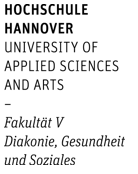 HOCHSCHULE
HANNOVER
UNIVERSITY OF
APPLIED SCIENCES
AND ARTS
–
Fakultät V
Diakonie, Gesundheit
und Soziales